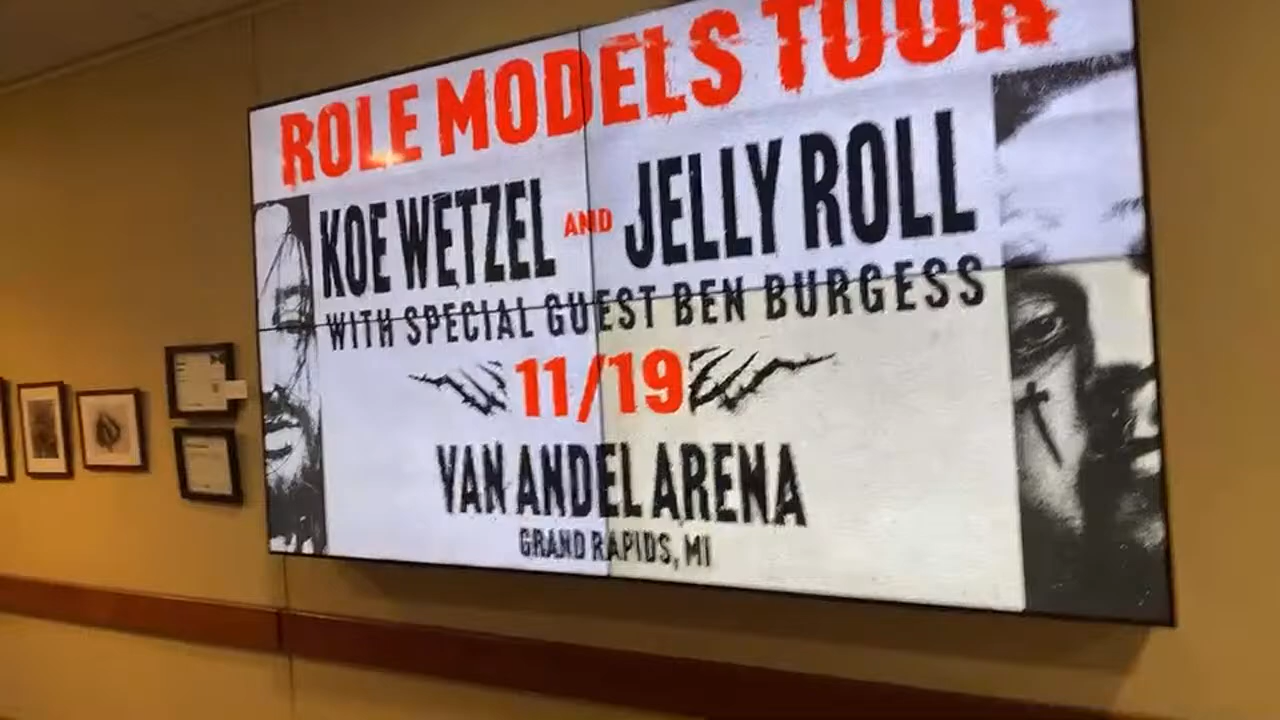 ROLE MODELS TOUR
KOE WETZEL AND JELLY ROLL
WITH SPECIAL GUEST BEN BURGESS
11/19
VAN ANDEL ARENA
GRAND RAPIDS, MI